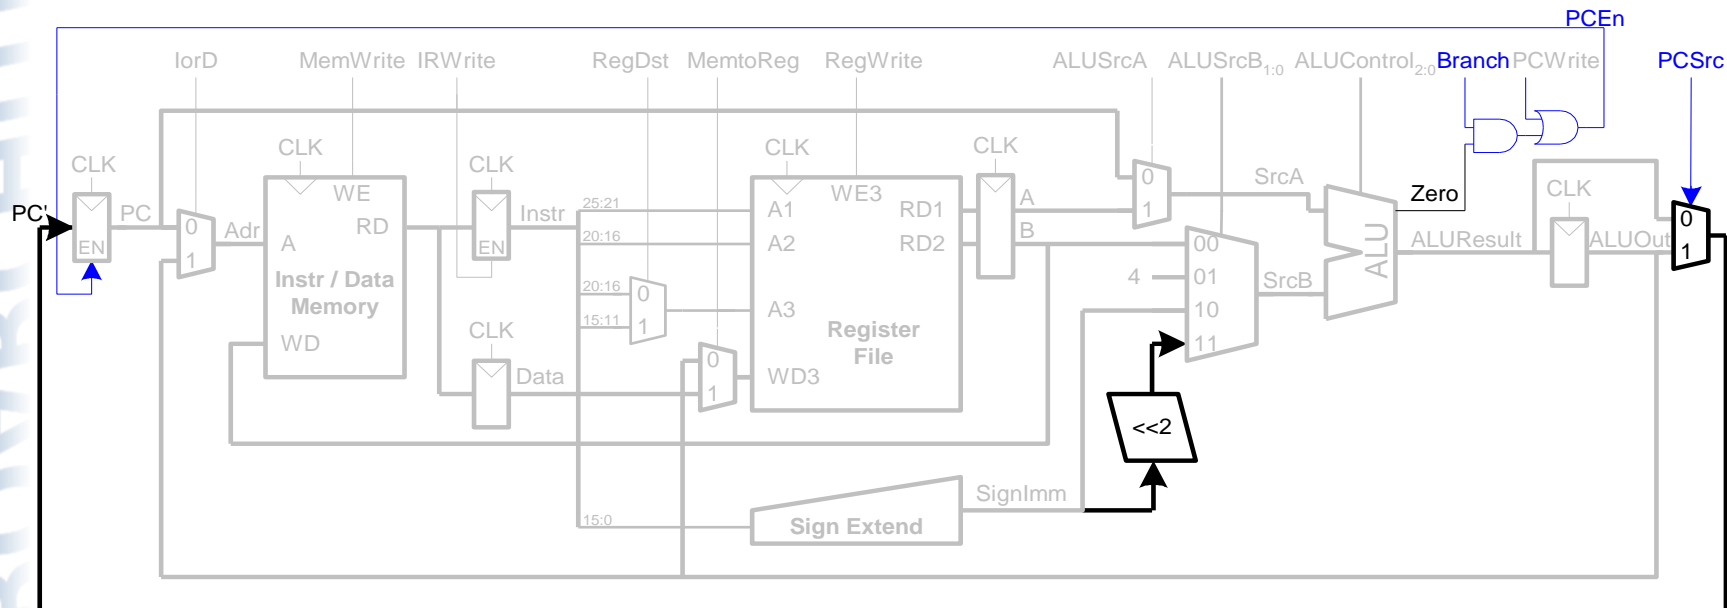 PCEn
IorD MemWrite IRWrite RegDst MemtoReg RegWrite ALUSrcA ALUSrcB1:0 ALUControl2:0 Branch PCWrite PCSrc
CLK CLK CLK CLK CLK
WE WE3 0 SrcA CLK
PC' PC 0 Adr RD Instr 25:21 A1 RD1 A 1 Zero 0
EN A EN 20:16 A2 RD2 B 00 ALU ALUResult ALUOut 1
1 Instr / Data 4 01 SrcB
Memory 20:16 0 A3 10
CLK 15:11 1 Register
WD 0 File 11
Data 1 WD3
<<2
SignImm
15:0 Sign Extend